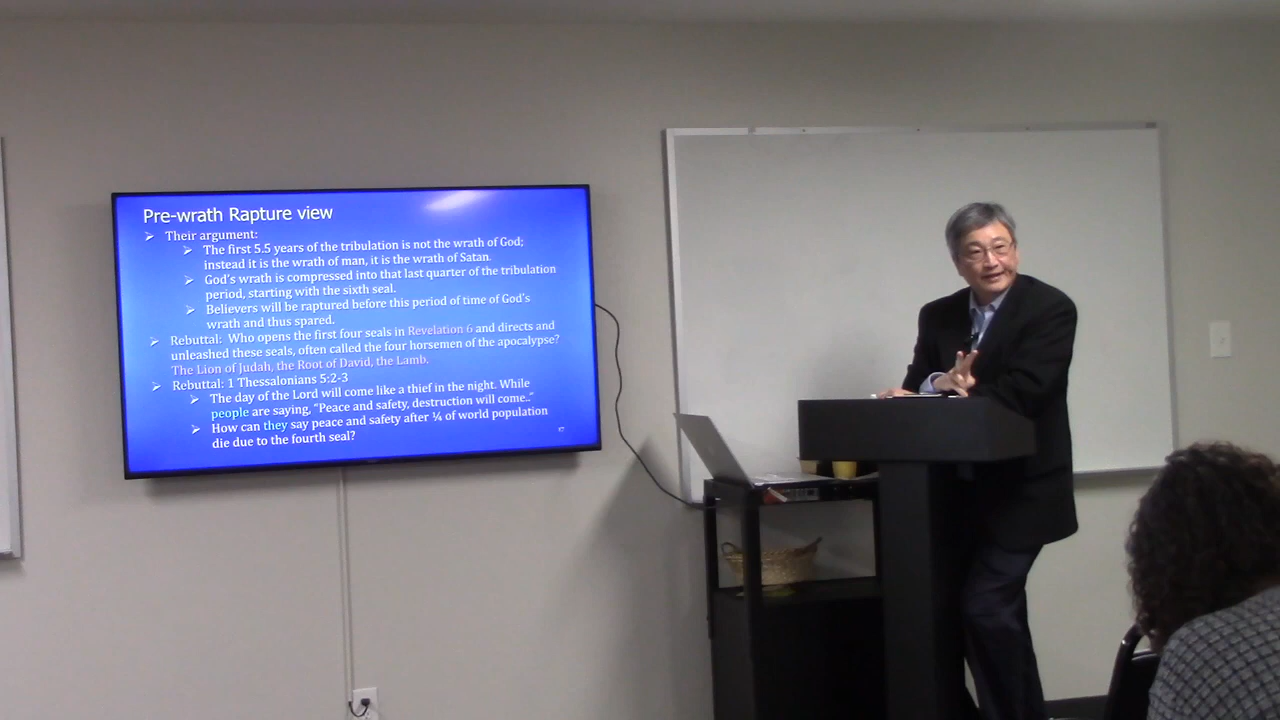 Pre-wrath Rapture view
Their argument:
The first 5.5 years of the tribulation is not the wrath of God;
instead it is the wrath of man, it is the wrath of Satan.
God's wrath is compressed into that last quarter of the tribulation
period, starting with the sixth seal.
Believers will be raptured before this period of time of God's
wrath and thus spared.
Rebuttal: Who opens the first four seals in Revelation 6 and directs and
unleashed these seals, often called the four horsemen of the apocalypse?
The Lion of Judah, the Root of David, the Lamb.
Rebuttal: 1 Thessalonians 5:2-3
The day of the Lord will come like a thief in the night. While
people are saying, "Peace and safety, destruction will come.."
How can they say peace and safety after ¼ of world population
die due to the fourth seal?